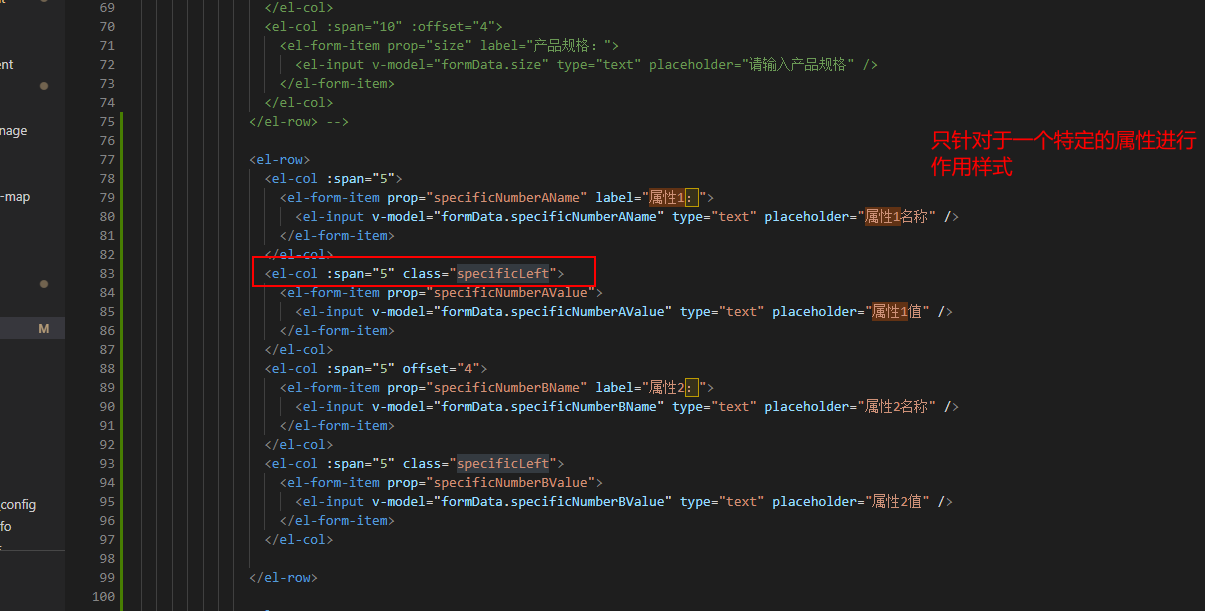 69 </el-col>
70 <el-col :span="10" :offset="4">
71 <el-form-item prop="size" label="产品规格：">
72 <el-input v-model="formData.size" type="text" placeholder="请输入产品规格" />
73 </el-form-item>
74 </el-col>
75 </el-row> -->
76
77 <el-row>
78 <el-col :span="5">
79 <el-form-item prop="specificNumberAName" label="属性1：">
80 <el-input v-model="formData.specificNumberAName" type="text" placeholder="属性1名称" />
81 </el-form-item>
82 </el-col>
83 <el-col :span="5" class="specificLeft">
84 <el-form-item prop="specificNumberAValue">
85 <el-input v-model="formData.specificNumberAValue" type="text" placeholder="属性1值" />
86 </el-form-item>
87 </el-col>
88 <el-col :span="5" offset="4">
89 <el-form-item prop="specificNumberBName" label="属性2：">
90 <el-input v-model="formData.specificNumberBName" type="text" placeholder="属性2名称" />
91 </el-form-item>
92 </el-col>
93 <el-col :span="5" class="specificLeft">
94 <el-form-item prop="specificNumberBValue">
95 <el-input v-model="formData.specificNumberBValue" type="text" placeholder="属性2值" />
96 </el-form-item>
97 </el-col>
98
99 </el-row>
100
只针对于一个特定的属性进行
作用样式
ent
nage
-map
M
config
fo